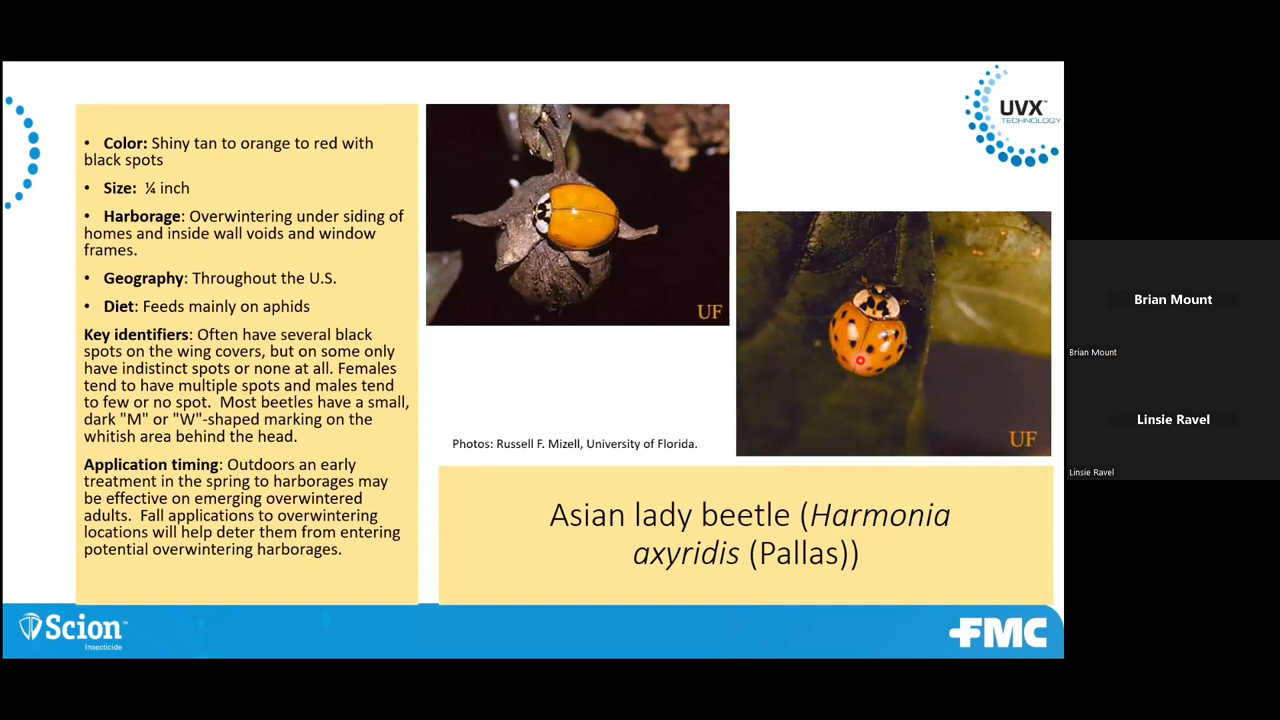 • Color: Shiny tan to orange to red with
black spots
• Size: ¼ inch
• Harborage: Overwintering under siding of
homes and inside wall voids and window
frames.
• Geography: Throughout the U.S.
• Diet: Feeds mainly on aphids
Key identifiers: Often have several black
spots on the wing covers, but on some only
have indistinct spots or none at all. Females
tend to have multiple spots and males tend
to few or no spot. Most beetles have a small,
dark "M" or "W"-shaped marking on the
whitish area behind the head.
Application timing: Outdoors an early
treatment in the spring to harborages may
be effective on emerging overwintered
adults. Fall applications to overwintering
locations will help deter them from entering
potential overwintering harborages.
UF
UF
Photos: Russell F. Mizell, University of Florida.
Asian lady beetle (Harmonia
axyridis (Pallas))
UVX™
TECHNOLOGY
Scion™
Insecticide
FMC
Brian Mount
Brian Mount
Linsie Ravel
Linsie Ravel